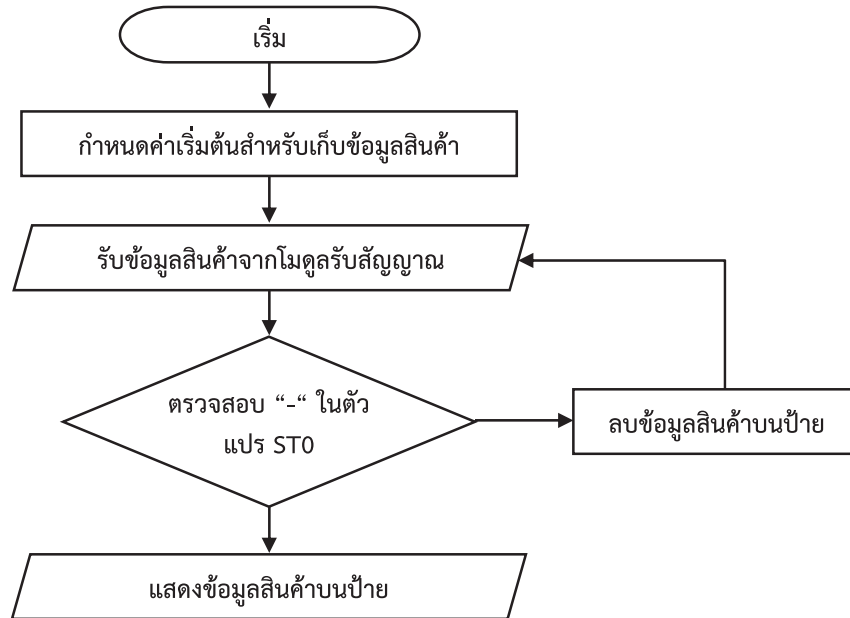 เริ่ม
กำหนดค่าเริ่มต้นสำหรับเก็บข้อมูลสินค้า
รับข้อมูลสินค้าจากโมดูลรับสัญญาณ
ตรวจสอบ “-“ ในตัว
แปร ST0
ลบข้อมูลสินค้าบนป้าย
แสดงข้อมูลสินค้าบนป้าย